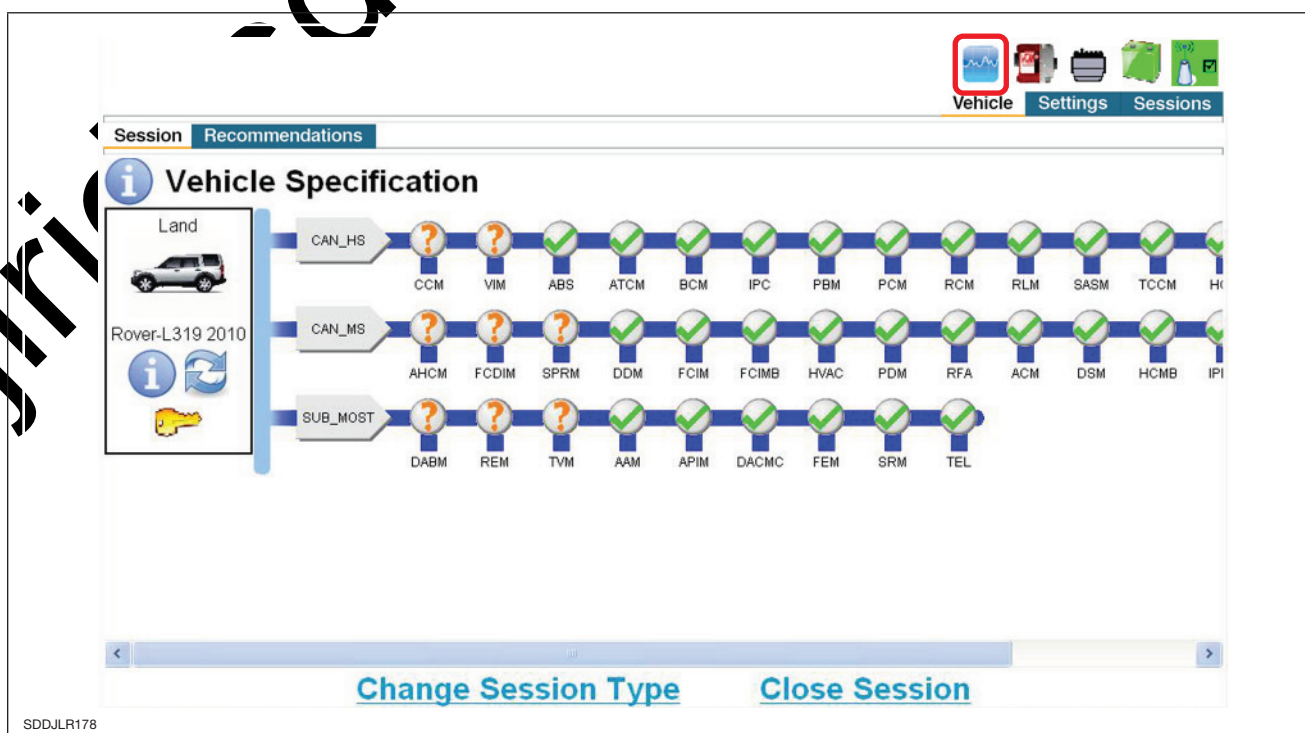 Vehicle Settings Sessions
Session Recommendations
Vehicle Specification
Land
Rover-L319 2010
CAN_HS
CCM VIM ABS ATCM BCM IPC PBM PCM RCM RLM SASM TCCM
CAN_MS
AHCM FCDIM SPRM DDM FCIM FCIMB HVAC PDM RFA ACM DSM HCMB
SUB_MOST
DABM REM TVM AAM APIM DACMC FEM SRM TEL
Change Session Type Close Session
SDDJLR178